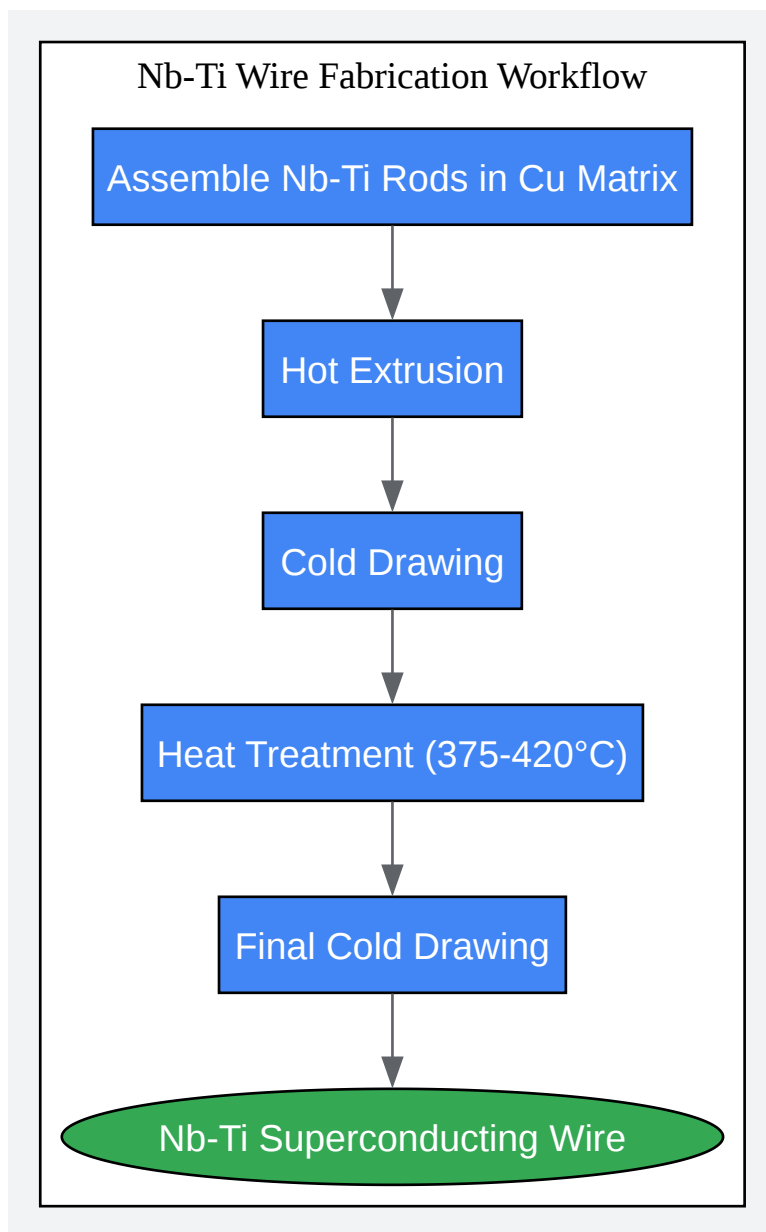 Nb-Ti Wire Fabrication Workflow
Assemble Nb-Ti Rods in Cu Matrix
Hot Extrusion
Cold Drawing
Heat Treatment (375-420°C)
Final Cold Drawing
Nb-Ti Superconducting Wire